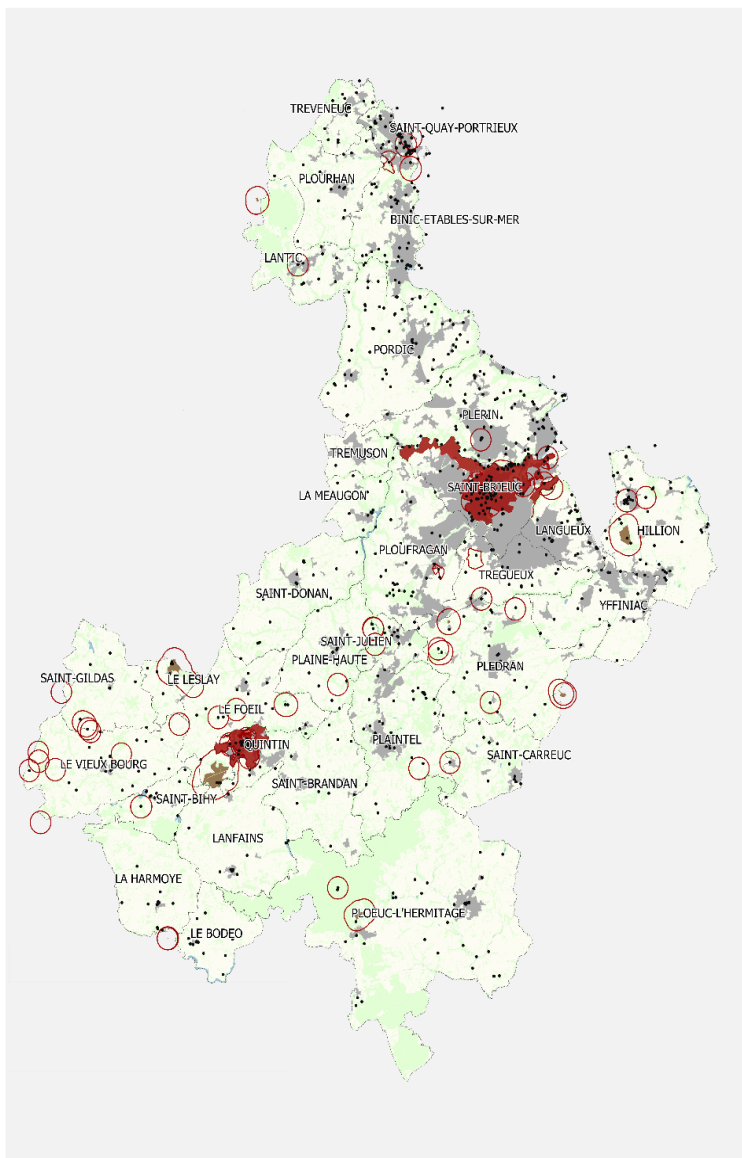 TREVENEUC
SAINT-QUAY-PORTRIEUX
PLOURHAN
BINIC-ETABLES-SUR-MER
LANTIC
PORDIC
PLERIN
TREMUSON
SAINT-BRIEUC
LA MEAUGON
LANGUEUX
HILLION
PLOUFRAGAN
TREGUEUX
SAINT-DONAN
YFFINIAC
SAINT-JULIEN
PLAINE-HAUTE
PLEDRAN
SAINT-GILDAS
LE LESLAY
LE FOEIL
PLAINTEL
QUINTIN
SAINT-CARREUC
LE VIEUX BOURG
SAINT-BRANDAN
SAINT-BIHY
LANFAINS
LA HARMOYE
PLOEUC-L'HERMITAGE
LE BODEO